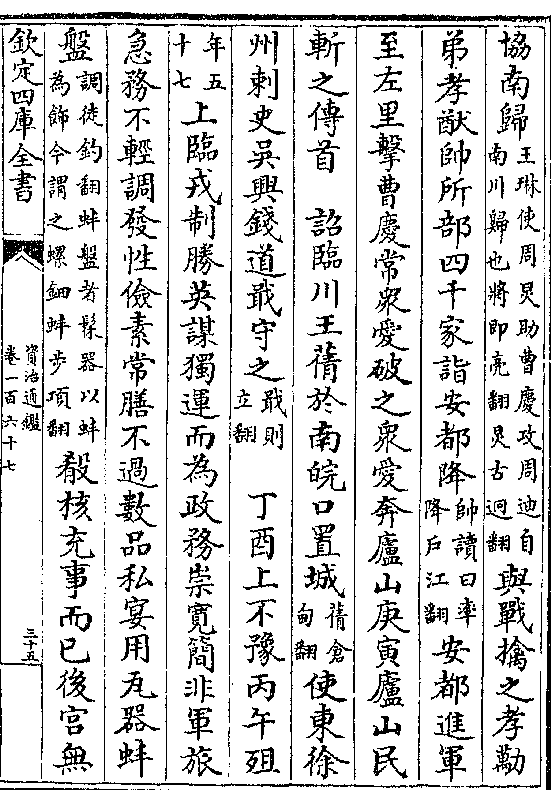 協南歸王琳使周炅助曹慶攻周迪自南川歸也將即亮翻炅古迥翻與戰擒之孝勱
弟孝猷帥所部四千家詣安都降帥讀曰率降戶江翻安都進軍
至左里擊曹慶常衆愛破之衆愛奔廬山庚寅廬山民
斬之傳首 詔臨川王蒨於南皖口置城蒨倉甸翻使東徐
州刺史吳興錢道戢守之戢則立翻 丁酉上不豫丙午殂
年五十七上臨戎制勝英謀獨運而為政務崇寬簡非軍旅
急務不輕調發性儉素常膳不過數品私宴用瓦器蚌
盤調徒釣翻蚌盤者髹器以蚌為飾今謂之螺鈿蚌步項翻殽核充事而已後宮無
欽定四庫全書
資治通鑑
卷一百六十七
三十五